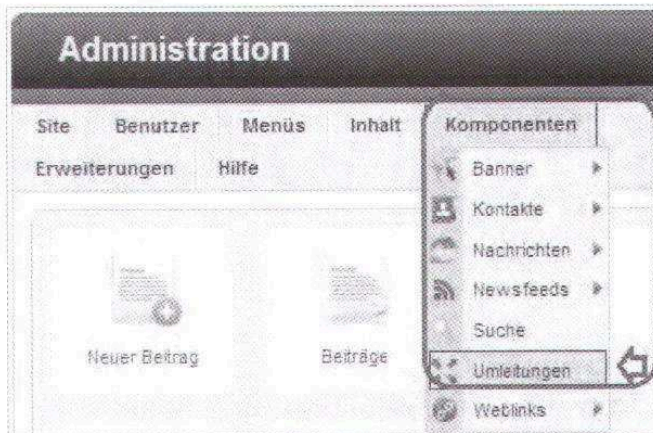 Administration
Site Benutzer Menüs Inhalt Komponenten
Erweiterungen Hilfe
Banner
Kontakte
Nachrichten
Newsfeeds
Suche
Umleitungen
Weblinks
Neuer Beitrag
Beiträge